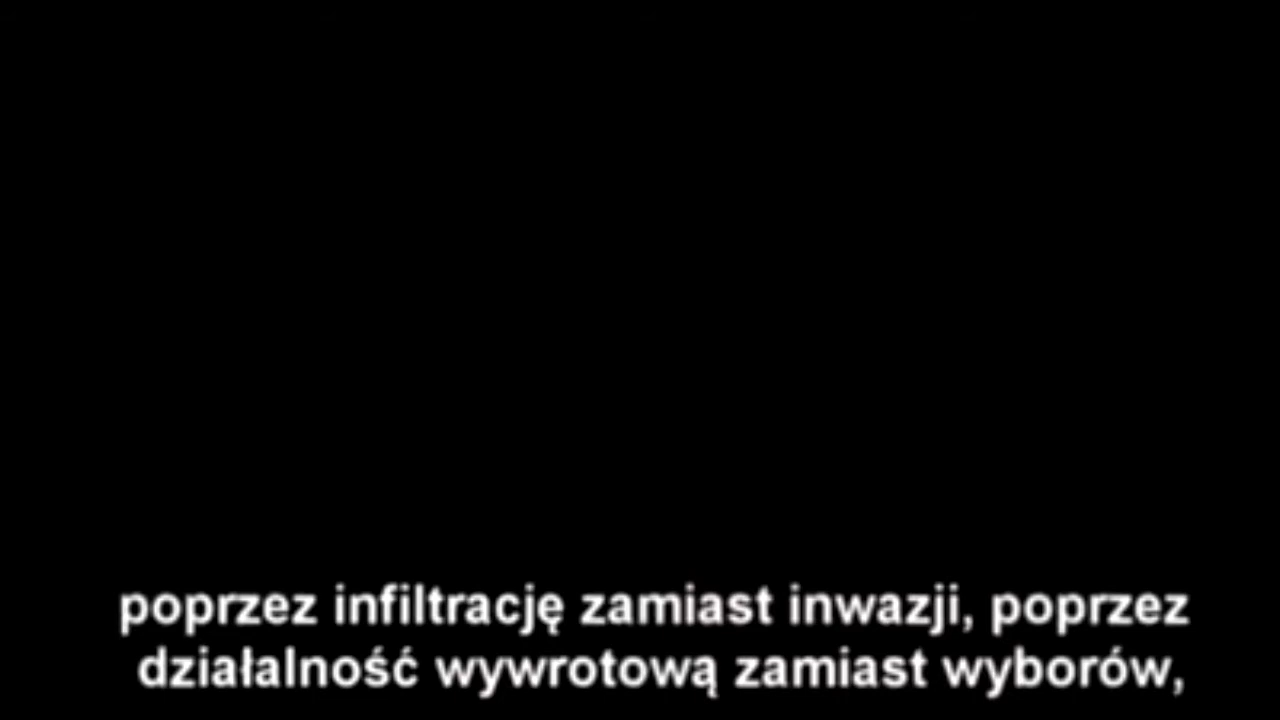 poprzez infiltrację zamiast inwazji, poprzez
działalność wywrotową zamiast wyborów,